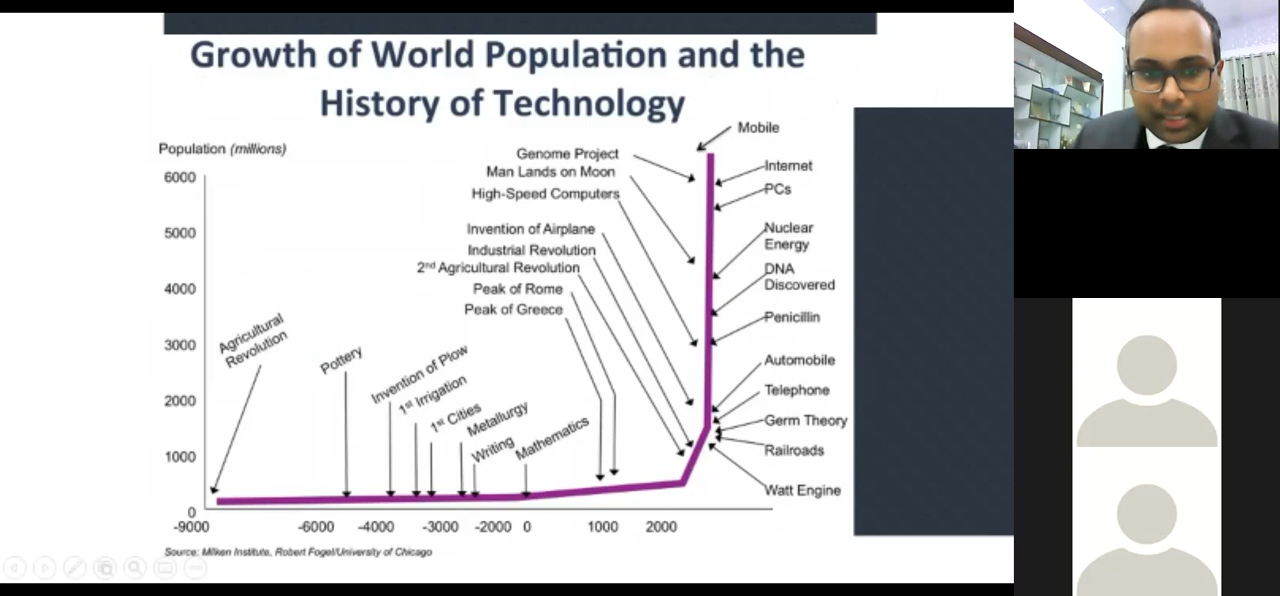 Growth of World Population and the
History of Technology
Population (millions)
6000
5000
4000
3000
2000
1000
0
-9000
-6000
-4000
-3000
-2000
0
1000
2000
Agricultural
Revolution
Pottery
Invention of Plow
1st Irrigation
1st Cities
Metallurgy
Writing
Mathematics
Genome Project
Man Lands on Moon
High-Speed Computers
Invention of Airplane
Industrial Revolution
2nd Agricultural Revolution
Peak of Rome
Peak of Greece
Mobile
Internet
PCs
Nuclear
Energy
DNA
Discovered
Penicillin
Automobile
Telephone
Germ Theory
Railroads
Watt Engine
Source: Milken Institute, Robert Fogel/University of Chicago